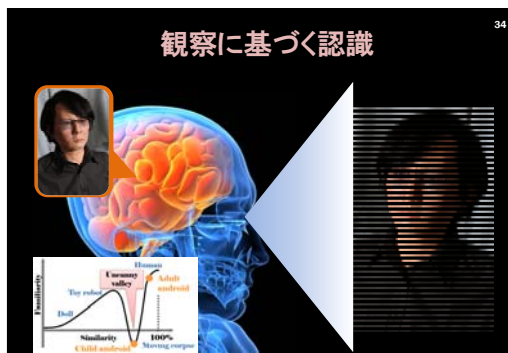 34
観察に基づく認識
Human
Uncanny
valley
Adult
android
Toy robot
Doll
Familiarity
Similarity
100%
Child android
Moving corpse